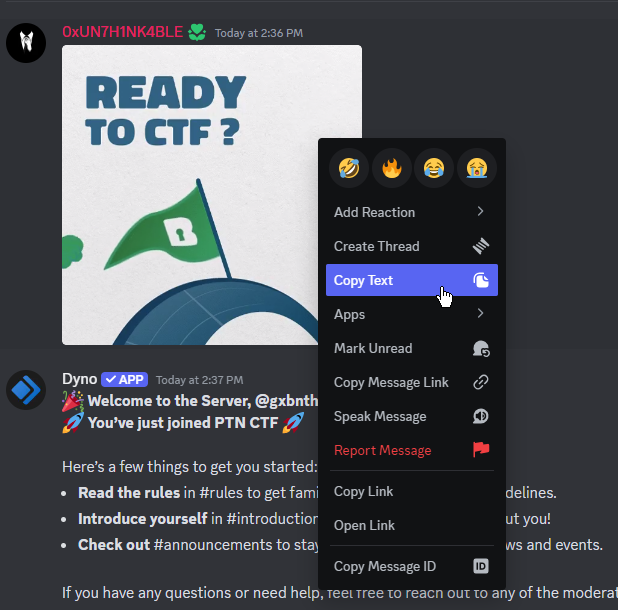 0xUN7H1NK4BLE Today at 2:36 PM
READY
TO CTF ?
B
Add Reaction
Create Thread
Copy Text
Apps
Mark Unread
Copy Message Link
Speak Message
Report Message
Copy Link
Open Link
Copy Message ID
ID
Dyno APP Today at 2:37 PM
Welcome to the Server, @gxbnth
You've just joined PTN CTF
Here's a few things to get you started:
• Read the rules in #rules to get fami delines.
• Introduce yourself in #introduction ut you!
• Check out #announcements to stay ws and events.
If you have any questions or need help, feel free to reach out to any of the moderat